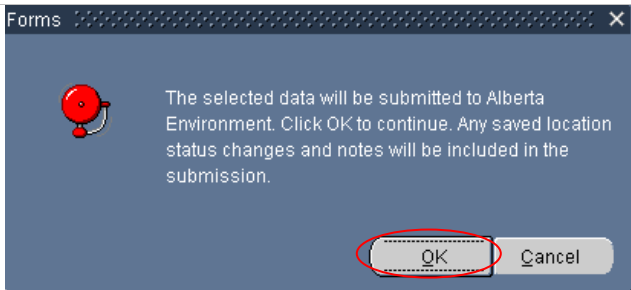 Forms
The selected data will be submitted to Alberta
Environment. Click OK to continue. Any saved location
status changes and notes will be included in the
submission.
OK Cancel